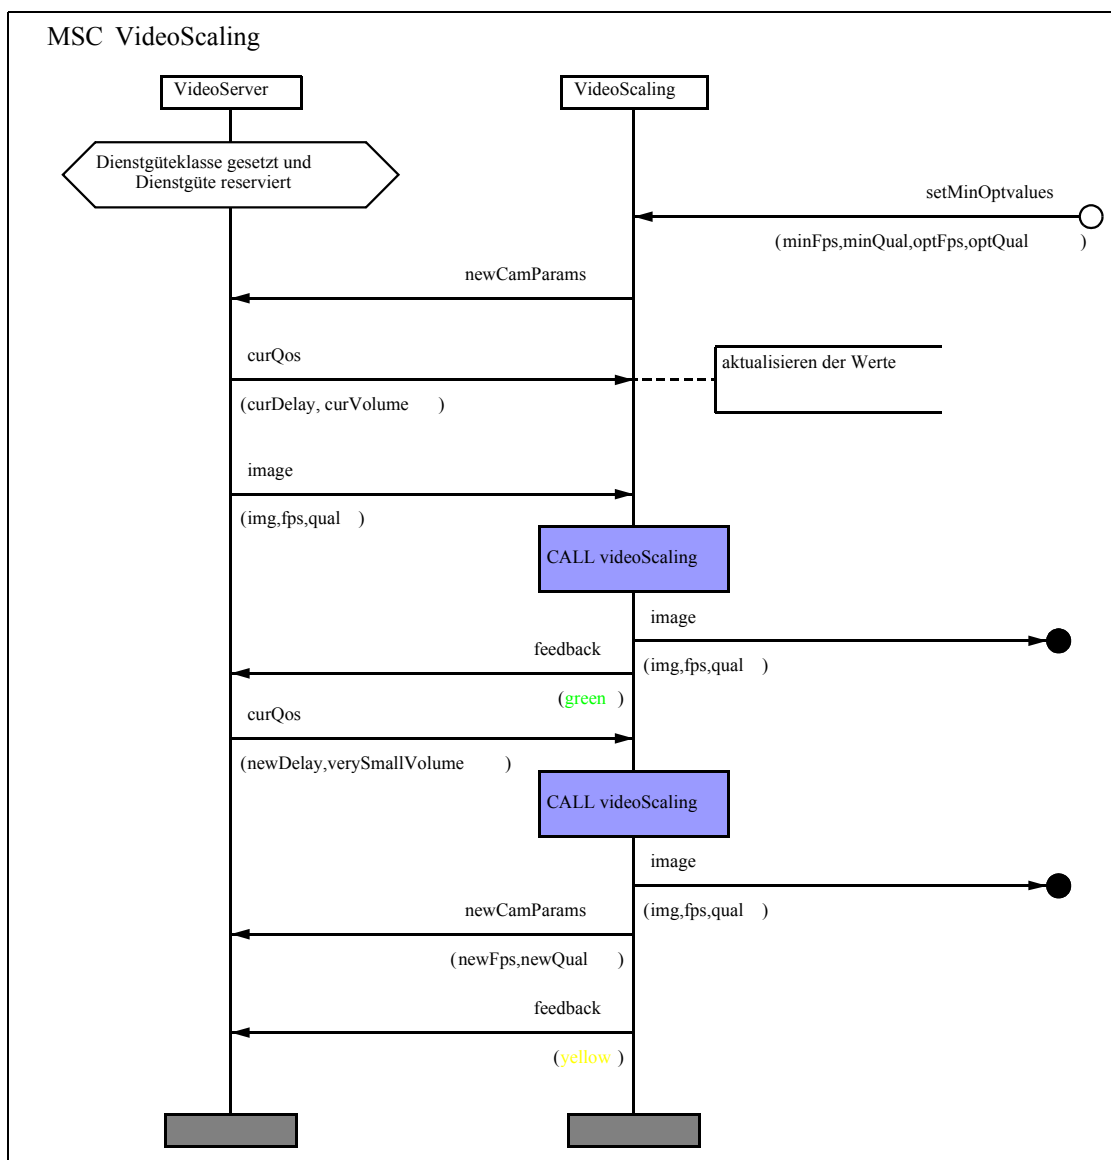 MSC VideoScaling
VideoServer
VideoScaling
Dienstgüteklasse gesetzt und
Dienstgüte reserviert
setMinOptvalues
(minFps,minQual,optFps,optQual )
newCamParams
curQos
aktualisieren der Werte
(curDelay, curVolume )
image
(img,fps,qual )
CALL videoScaling
image
feedback
(img,fps,qual )
(green )
curQos
(newDelay,verySmallVolume )
CALL videoScaling
image
newCamParams
(img,fps,qual )
(newFps,newQual )
feedback
(yellow )